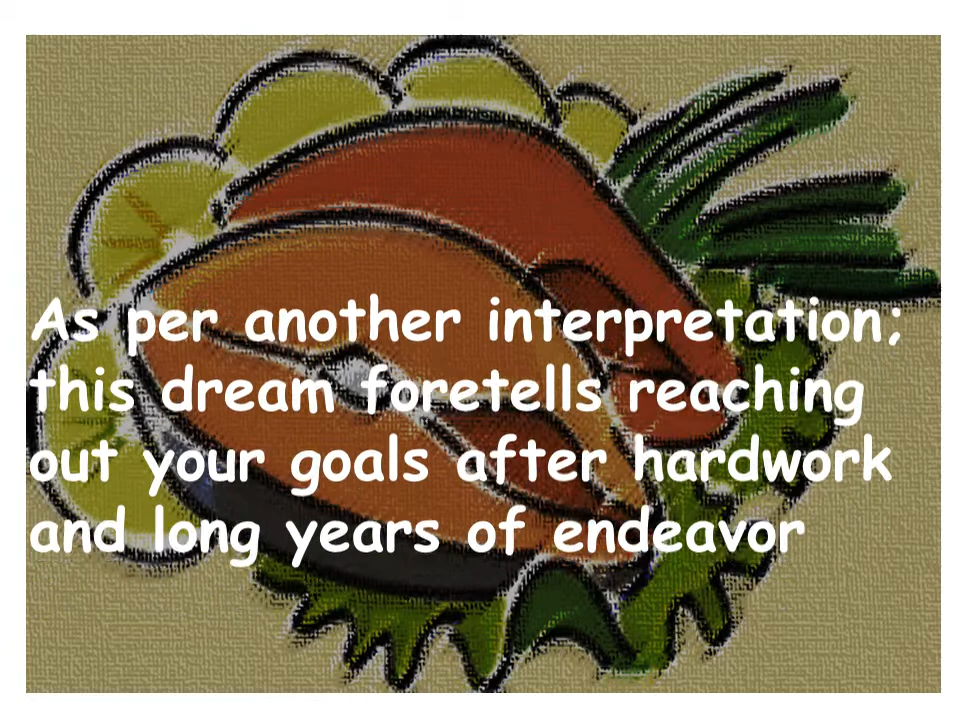 As per another interpretation;
this dream foretells reaching
out your goals after hardwork
and long years of endeavor